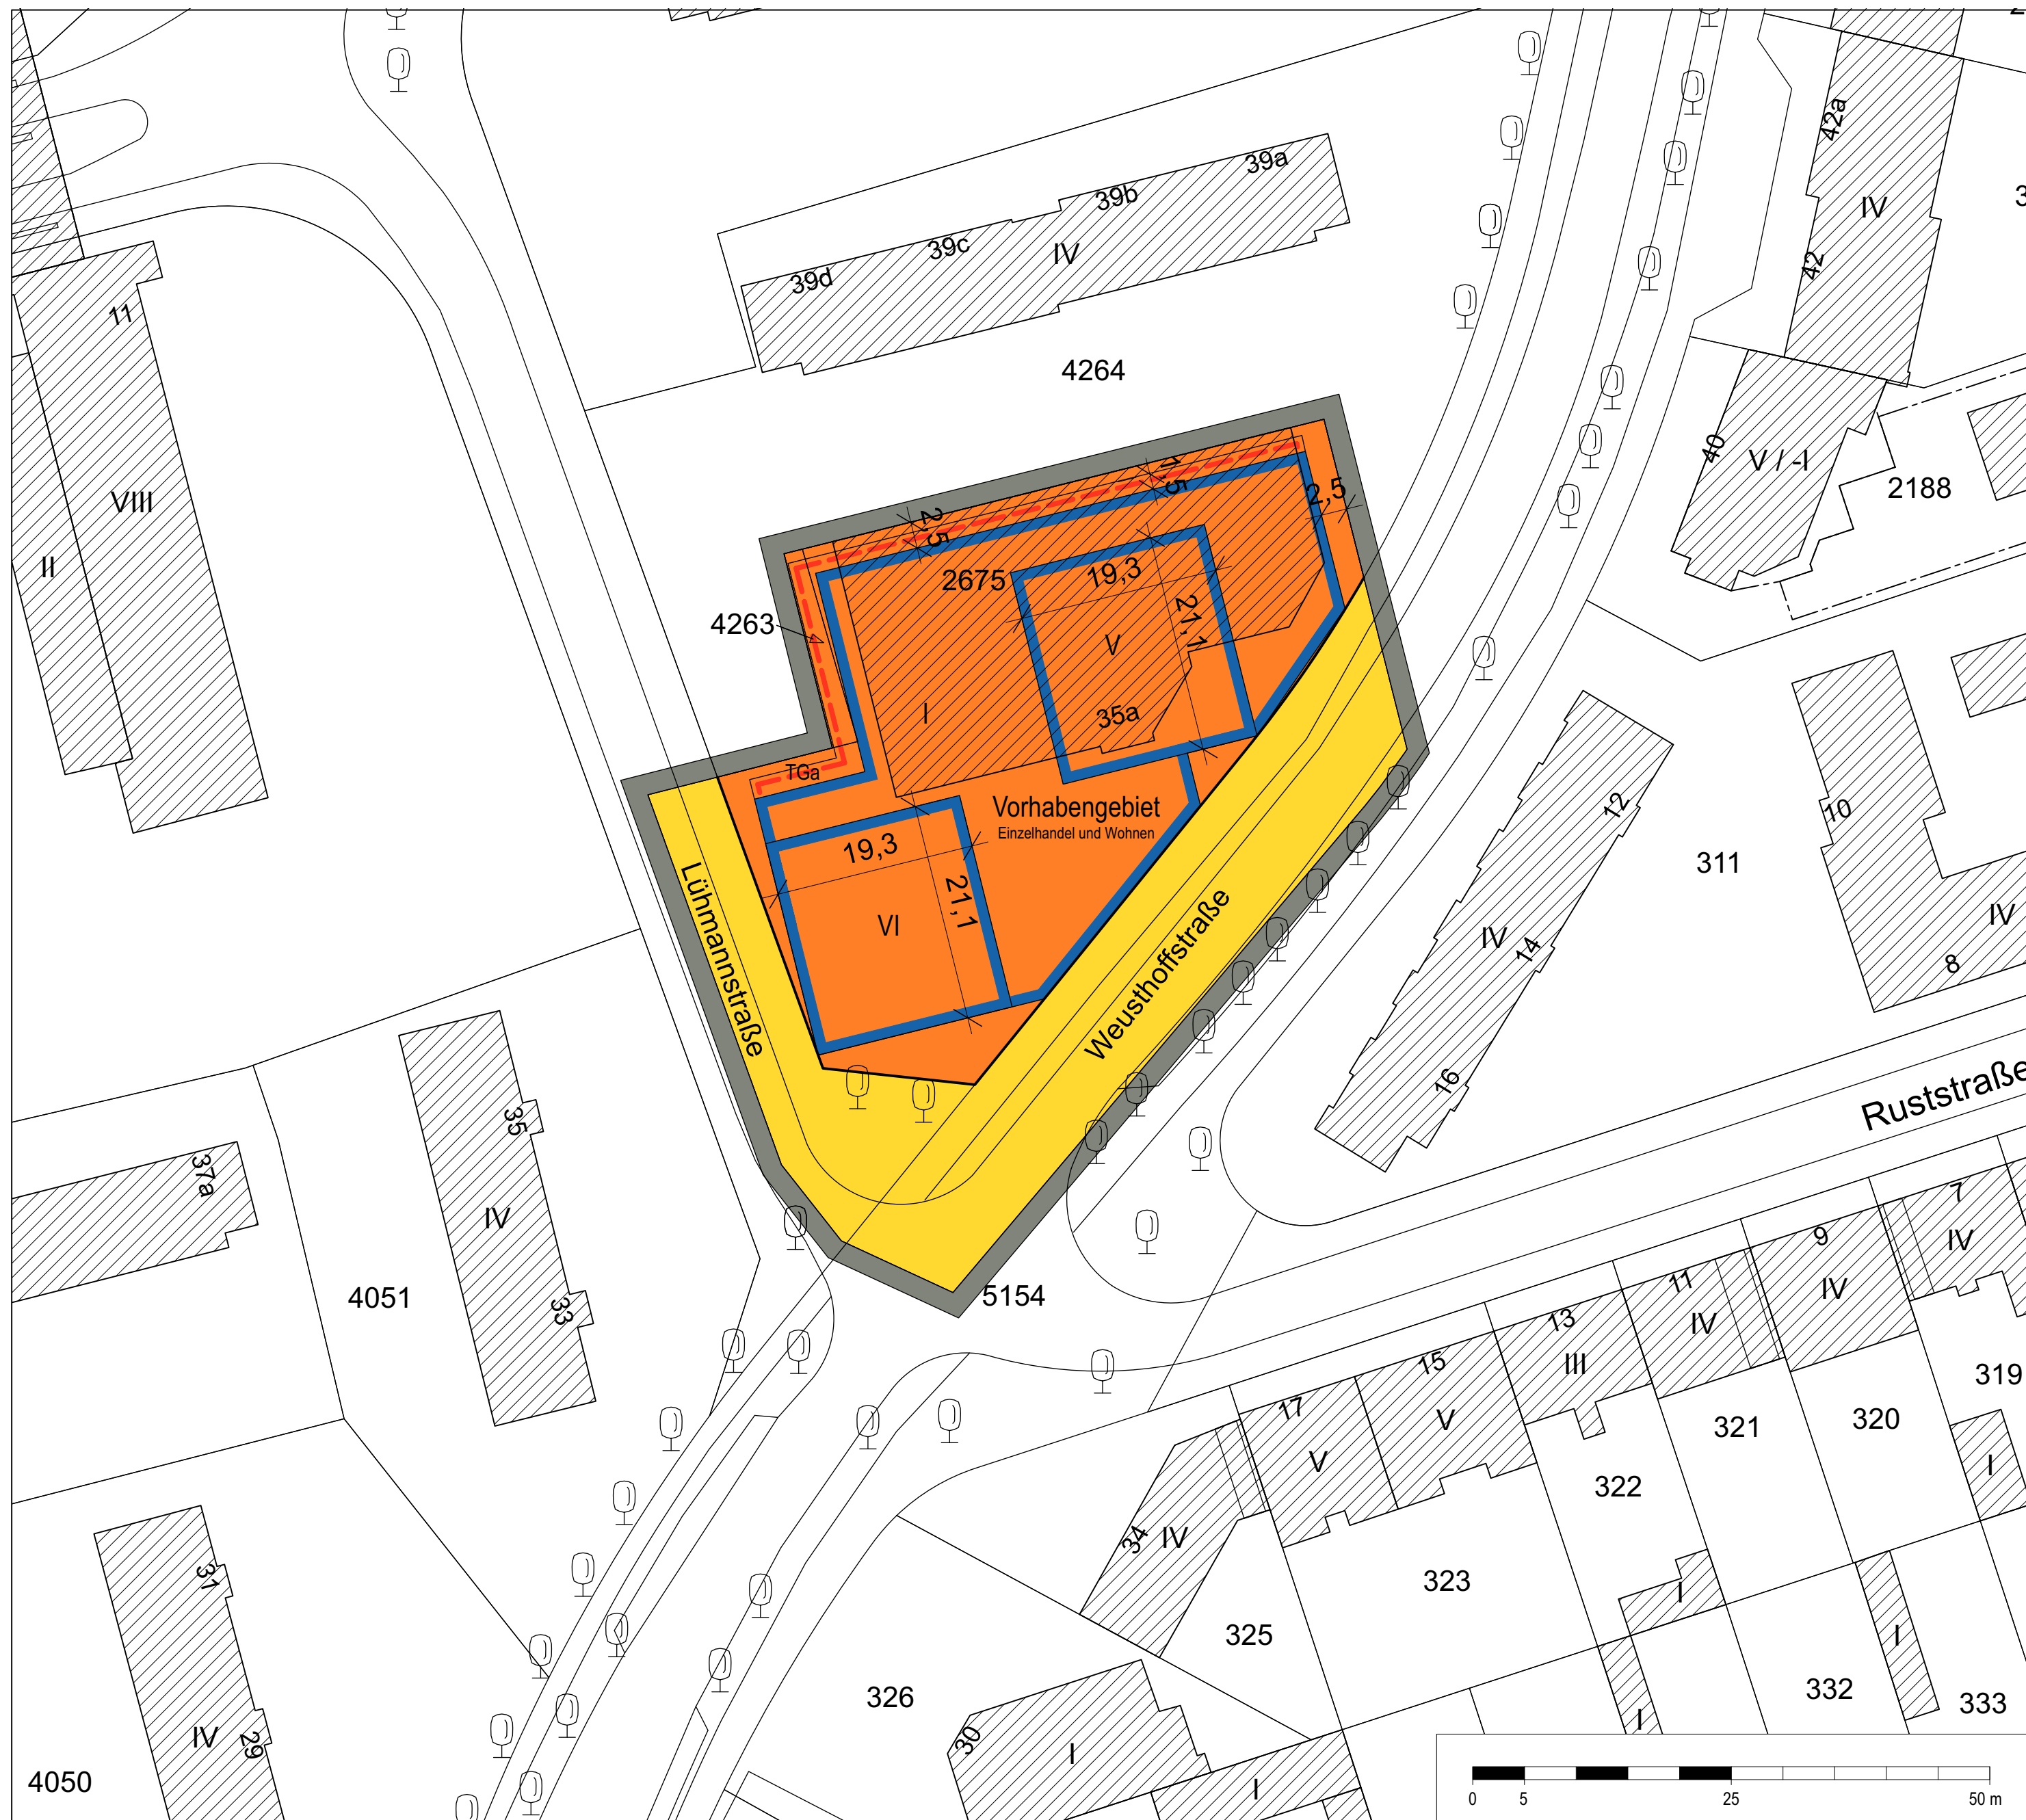 42a
39a
39b
IV
39c
IV
39d
42
11
4264
40
V / -I
1,5
2,5
2188
VIII
2,5
II
2675
19,3
4263
21,1
V
I
35a
TGa
Vorhabengebiet
Einzelhandel und Wohnen
12
10
19,3
311
Lühmannstraße
21,1
VI
IV
14
IV
8
Weusthoffstraße
16
Ruststraße
35
37a
7
IV
9
IV
4051
33
5154
11
IV
IV
13
III
15
319
17
V
V
321
320
I
322
34
IV
31
323
I
325
I
326
332
333
IV
29
30
I
I
I
4050
0
5
25
50 m